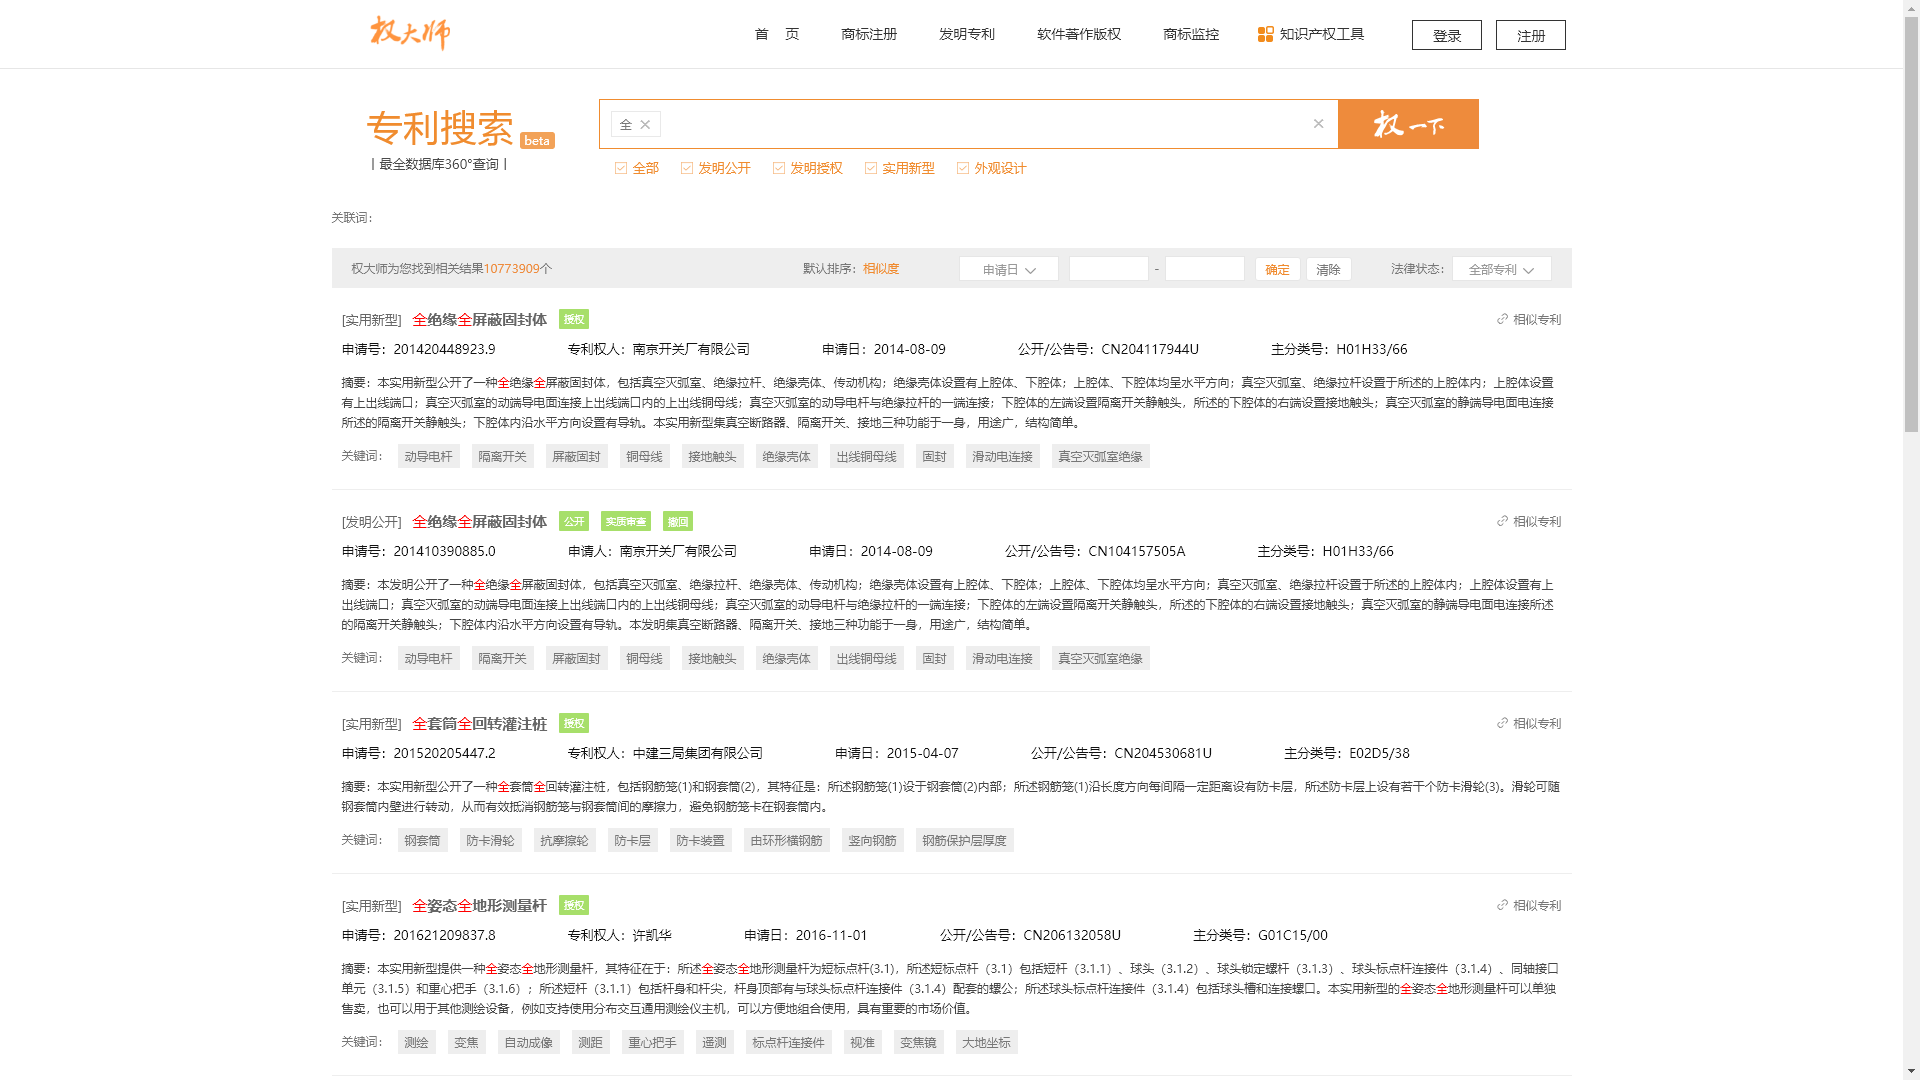 权大师
首 页
商标注册
发明专利
软件著作版权
商标监控
知识产权工具
登录
注册
专利搜索 beta
| 最全数据库360°查询 |
全
权一下
全部
发明公开
发明授权
实用新型
外观设计
关联词:
权大师为您找到相关结果10773909个
默认排序: 相似度
申请日
-
确定
清除
法律状态:
全部专利
[实用新型] 全绝缘全屏蔽固封体 授权
相似专利
申请号: 201420448923.9 专利权人: 南京开关厂有限公司 申请日: 2014-08-09 公开/公告号: CN204117944U 主分类号: H01H33/66
摘要: 本实用新型公开了一种全绝缘全屏蔽固封体，包括真空灭弧室、绝缘拉杆、绝缘壳体、传动机构；绝缘壳体设置有上腔体、下腔体；上腔体、下腔体均呈水平方向；真空灭弧室、绝缘拉杆设置于所述的上腔体内；上腔体设置
有上出线端口；真空灭弧室的动端导电面连接上出线端口内的上出线铜母线；真空灭弧室的动导电杆与绝缘拉杆的一端连接；下腔体的左端设置隔离开关静触头，所述的下腔体的右端设置接地触头；真空灭弧室的静端导电面电连接
所述的隔离开关静触头；下腔体内沿水平方向设置有导轨。本实用新型集真空断路器、隔离开关、接地三种功能于一身，用途广，结构简单。
关键词: 动导电杆 隔离开关 屏蔽固封 铜母线 接地触头 绝缘壳体 出线铜母线 固封 滑动电连接 真空灭弧室绝缘
[发明公开] 全绝缘全屏蔽固封体 公开 实质审查 撤回
相似专利
申请号: 201410390885.0 申请人: 南京开关厂有限公司 申请日: 2014-08-09 公开/公告号: CN104157505A 主分类号: H01H33/66
摘要: 本发明公开了一种全绝缘全屏蔽固封体，包括真空灭弧室、绝缘拉杆、绝缘壳体、传动机构；绝缘壳体设置有上腔体、下腔体；上腔体、下腔体均呈水平方向；真空灭弧室、绝缘拉杆设置于所述的上腔体内；上腔体设置有上
出线端口；真空灭弧室的动端导电面连接上出线端口内的上出线铜母线；真空灭弧室的动导电杆与绝缘拉杆的一端连接；下腔体的左端设置隔离开关静触头，所述的下腔体的右端设置接地触头；真空灭弧室的静端导电面电连接所述
的隔离开关静触头；下腔体内沿水平方向设置有导轨。本发明集真空断路器、隔离开关、接地三种功能于一身，用途广，结构简单。
关键词: 动导电杆 隔离开关 屏蔽固封 铜母线 接地触头 绝缘壳体 出线铜母线 固封 滑动电连接 真空灭弧室绝缘
[实用新型] 全套筒全回转灌注桩 授权
相似专利
申请号: 201520205447.2 专利权人: 中建三局集团有限公司 申请日: 2015-04-07 公开/公告号: CN204530681U 主分类号: E02D5/38
摘要: 本实用新型公开了一种全套筒全回转灌注桩，包括钢筋笼(1)和钢套筒(2)，其特征是：所述钢筋笼(1)设于钢套筒(2)内部；所述钢筋笼(1)沿长度方向每间隔一定距离设有防卡层，所述防卡层上设有若干个防卡滑轮(3)。滑轮可随
钢套筒内壁进行转动，从而有效抵消钢筋笼与钢套筒间的摩擦力，避免钢筋笼卡在钢套筒内。
关键词: 钢套筒 防卡滑轮 抗摩擦轮 防卡层 防卡装置 由环形横钢筋 竖向钢筋 钢筋保护层厚度
[实用新型] 全姿态全地形测量杆 授权
相似专利
申请号: 201621209837.8 专利权人: 许凯华 申请日: 2016-11-01 公开/公告号: CN206132058U 主分类号: G01C15/00
摘要: 本实用新型提供一种全姿态全地形测量杆，其特征在于：所述全姿态全地形测量杆为短标点杆(3.1)，所述短标点杆（3.1）包括短杆（3.1.1）、球头（3.1.2）、球头锁定螺杆（3.1.3）、球头标点杆连接件（3.1.4）、同轴接口
单元（3.1.5）和重心把手（3.1.6）；所述短杆（3.1.1）包括杆身和杆尖，杆身顶部有与球头标点杆连接件（3.1.4）配套的螺公；所述球头标点杆连接件（3.1.4）包括球头槽和连接螺口。本实用新型的全姿态全地形测量杆可以单独
售卖，也可以用于其他测绘设备，例如支持使用分布交互通用测绘仪主机，可以方便地组合使用，具有重要的市场价值。
关键词: 测绘 变焦 自动成像 测距 重心把手 遥测 标点杆连接件 视准 变焦镜 大地坐标